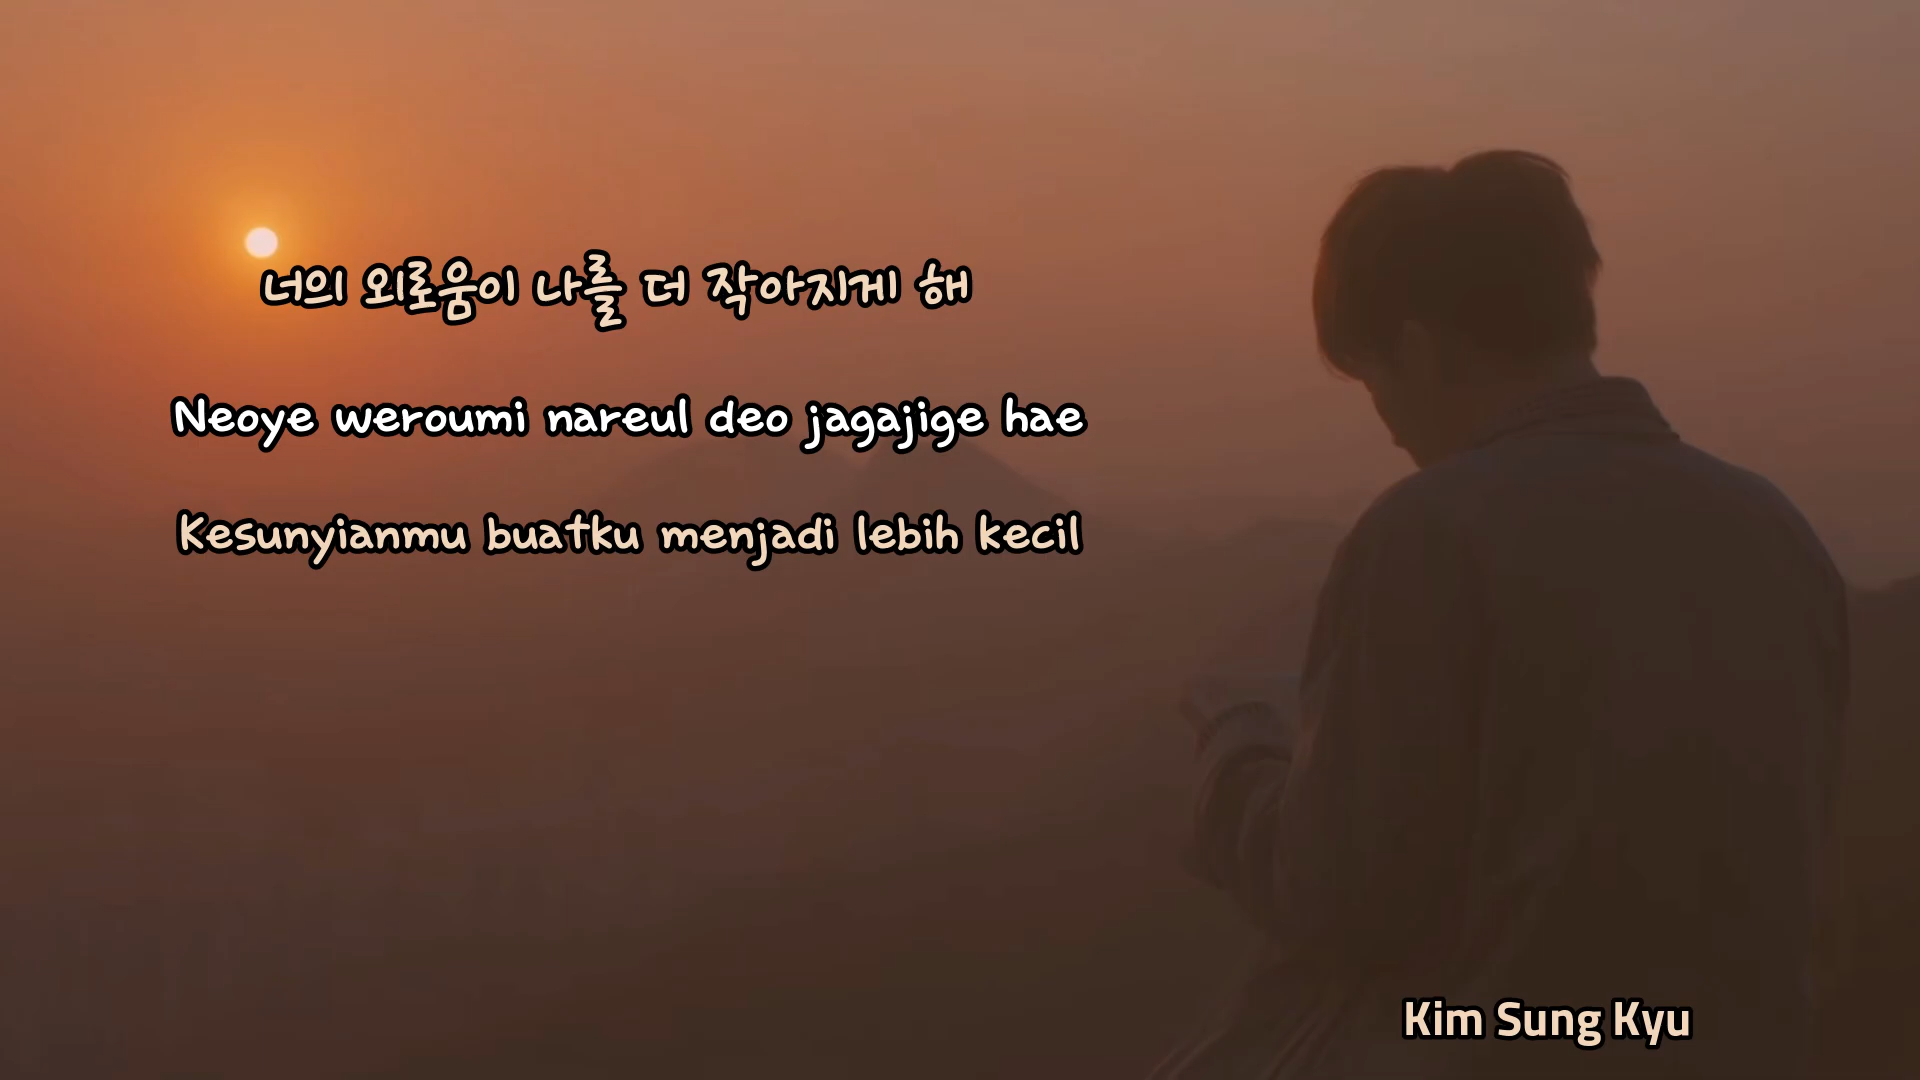 너의 외로움이 나를 더 작아지게 해
Neoye weroumi nareul deo jagajige hae
Kesunyianmu buatku menjadi lebih kecil
Kim Sung Kyu